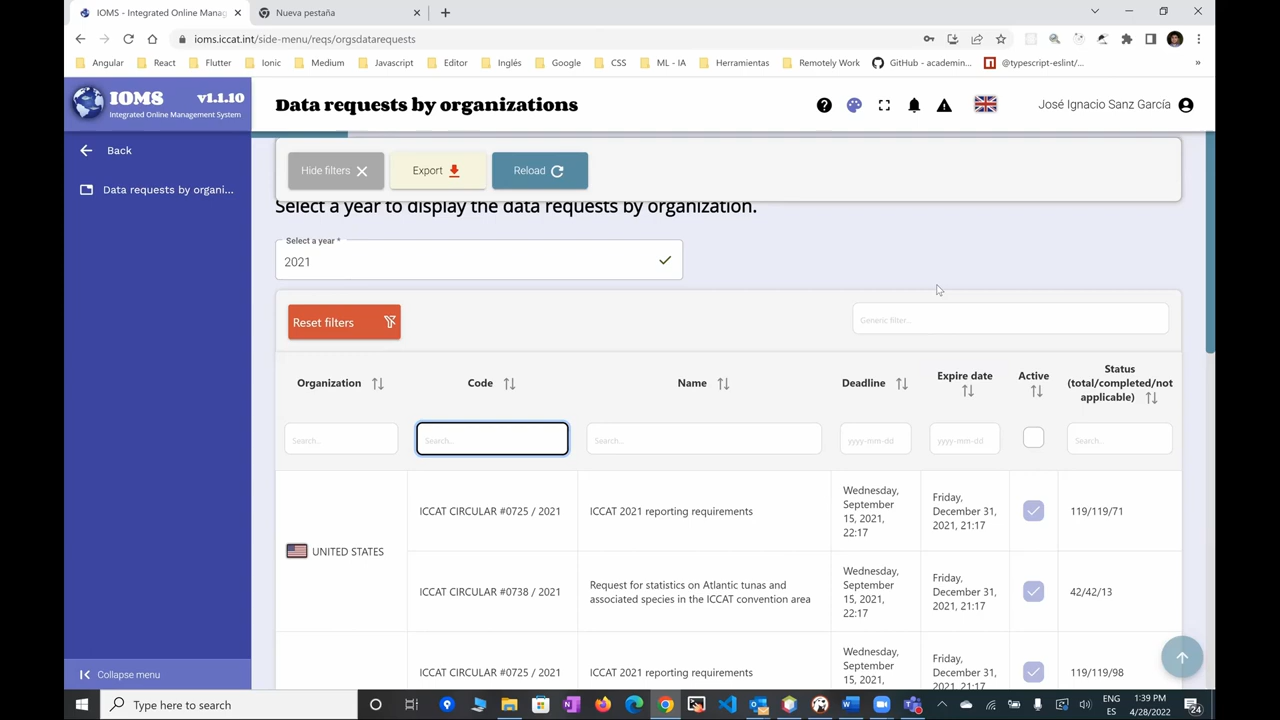 IOMS - Integrated Online Manag
Nueva pestaña
ioms.iccat.int/side-menu/reqs/orgsdatarequests
Angular
React
Flutter
Ionic
Medium
Javascript
Editor
Inglés
Google
CSS
ML - IA
Herramientas
Remotely Work
GitHub - academin...
@typescript-eslint/...
IOMS v1.1.10
Integrated Online Management System
Data requests by organizations
José Ignacio Sanz García
Back
Data requests by organi...
Hide filters
Export
Reload
Select a year to display the data requests by organization.
Select a year *
2021
Reset filters
Generic filter...
Organization
Code
Name
Deadline
Expire date
Active
Status
(total/completed/not
applicable)
Search..
Search..
Search...
yyyy-mm-dd
yyyy-mm-dd
Search..
UNITED STATES
ICCAT CIRCULAR #0725 / 2021
ICCAT 2021 reporting requirements
Wednesday,
September
15, 2021,
22:17
Friday,
December 31,
2021, 21:17
119/119/71
ICCAT CIRCULAR #0738 / 2021
Request for statistics on Atlantic tunas and
associated species in the ICCAT convention area
Wednesday,
September
15, 2021,
22:17
Friday,
December 31,
2021, 21:17
42/42/13
ICCAT CIRCULAR #0725 / 2021
ICCAT 2021 reporting requirements
Wednesday,
September
15, 2021,
Friday,
December 31,
119/119/98
Collapse menu
Type here to search
ENG
ES
1:39 PM
4/28/2022
24